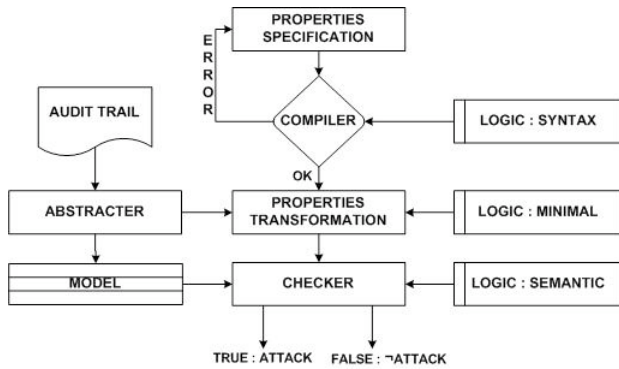 PROPERTIES
SPECIFICATION
ERROR
AUDIT TRAIL
COMPILER
LOGIC : SYNTAX
OK
ABSTRACTER
PROPERTIES
TRANSFORMATION
LOGIC : MINIMAL
MODEL
CHECKER
LOGIC : SEMANTIC
TRUE : ATTACK
FALSE : ¬ATTACK